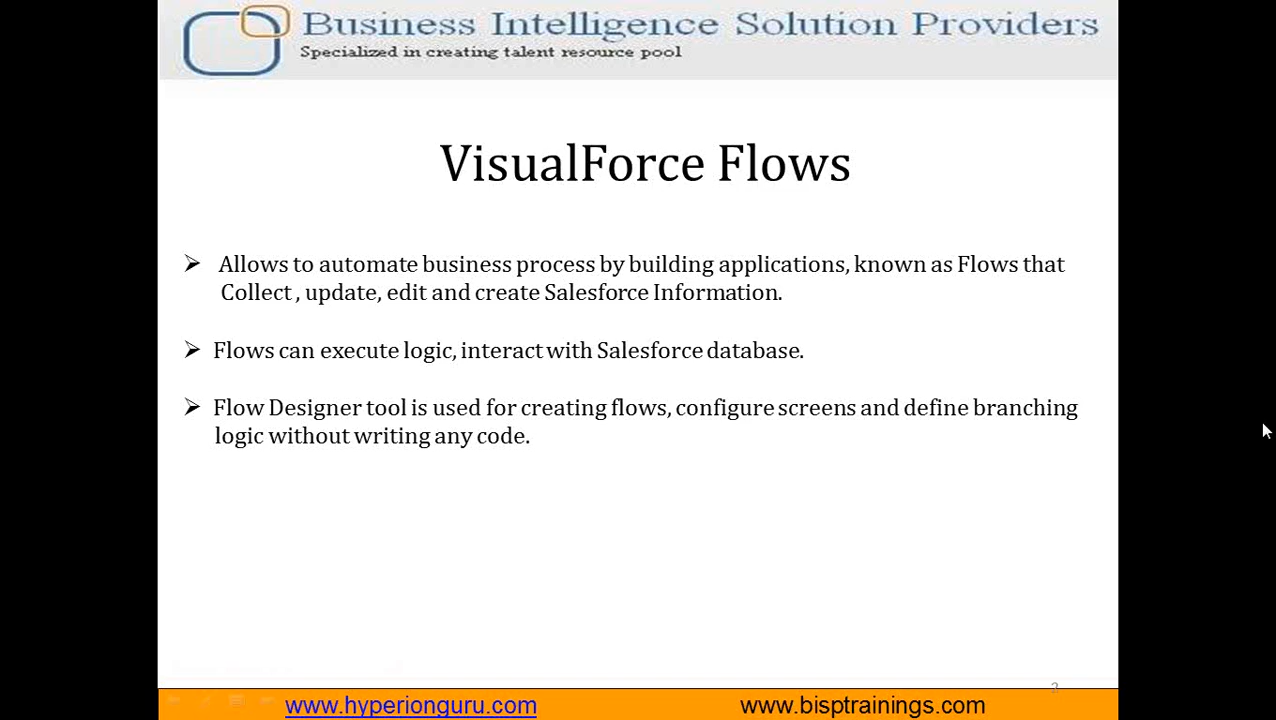 Business Intelligence Solution Providers
Specialized in creating talent resource pool
VisualForce Flows
➢ Allows to automate business process by building applications, known as Flows that
Collect , update, edit and create Salesforce Information.
➢ Flows can execute logic, interact with Salesforce database.
➢ Flow Designer tool is used for creating flows, configure screens and define branching
logic without writing any code.
www.hyperionguru.com
www.bisptrainings.com